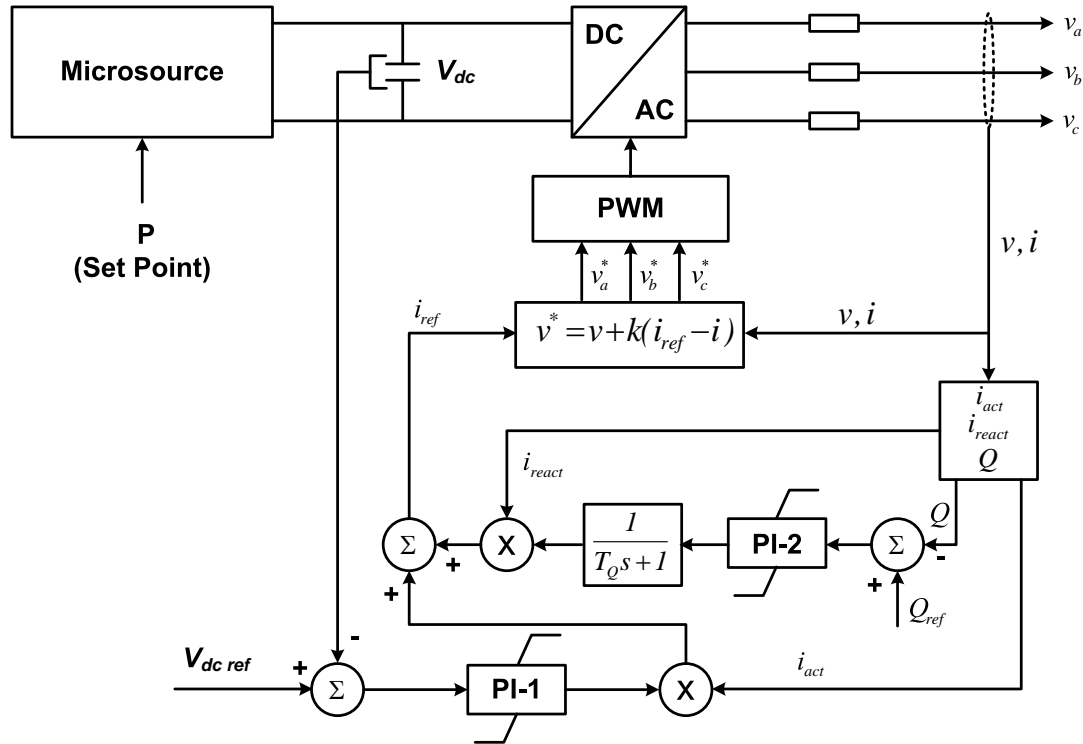 Microsource
V_dc
DC
AC
v_a
v_b
v_c
P
(Set Point)
PWM
v_a^*
v_b^*
v_c^*
v, i
i_ref
v^* = v + k(i_ref - i)
v, i
i_act
i_react
Q
i_react
Q
Σ
+
X
1
T_Q s + 1
PI-2
Σ
-
+
+
Q_ref
-
V_dc ref
+
Σ
PI-1
X
i_act